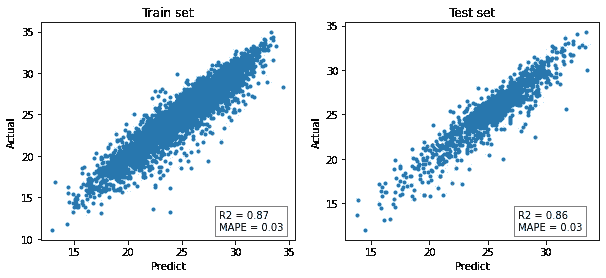 Train set
Test set
35
30
25
20
15
10
Actual
15
20
25
30
35
Predict
R2 = 0.87
MAPE = 0.03
35
30
25
20
15
Actual
15
20
25
30
Predict
R2 = 0.86
MAPE = 0.03